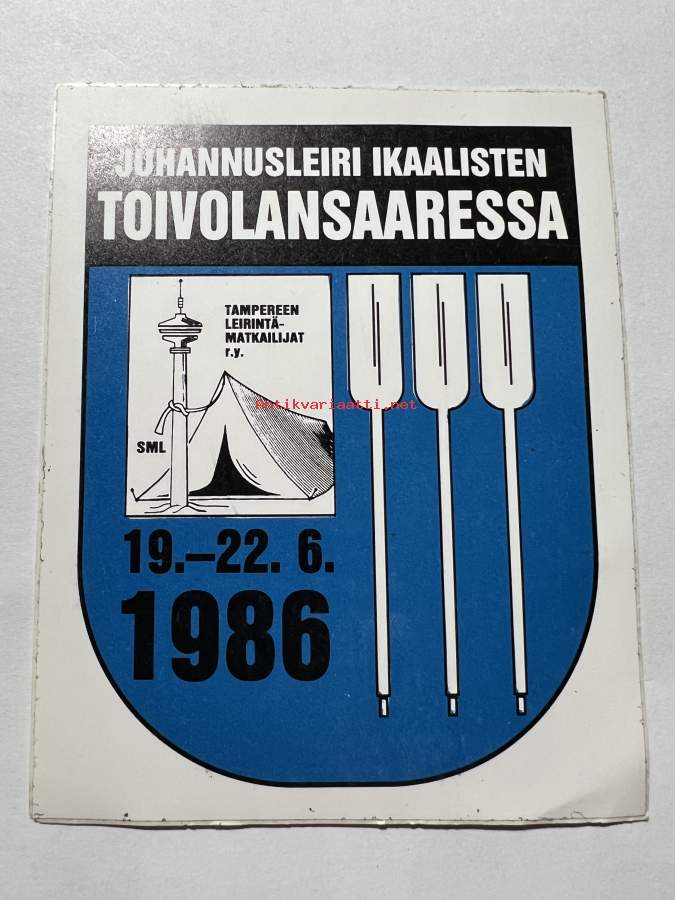 JUHANNUSLEIRI IKAALISTEN
TOIVOLANSAARESSA
TAMPEREEN
LEIRINTÄ-
MATKAILIJAT
r.y.
Antikvariaatti.net
SML
19.–22. 6.
1986